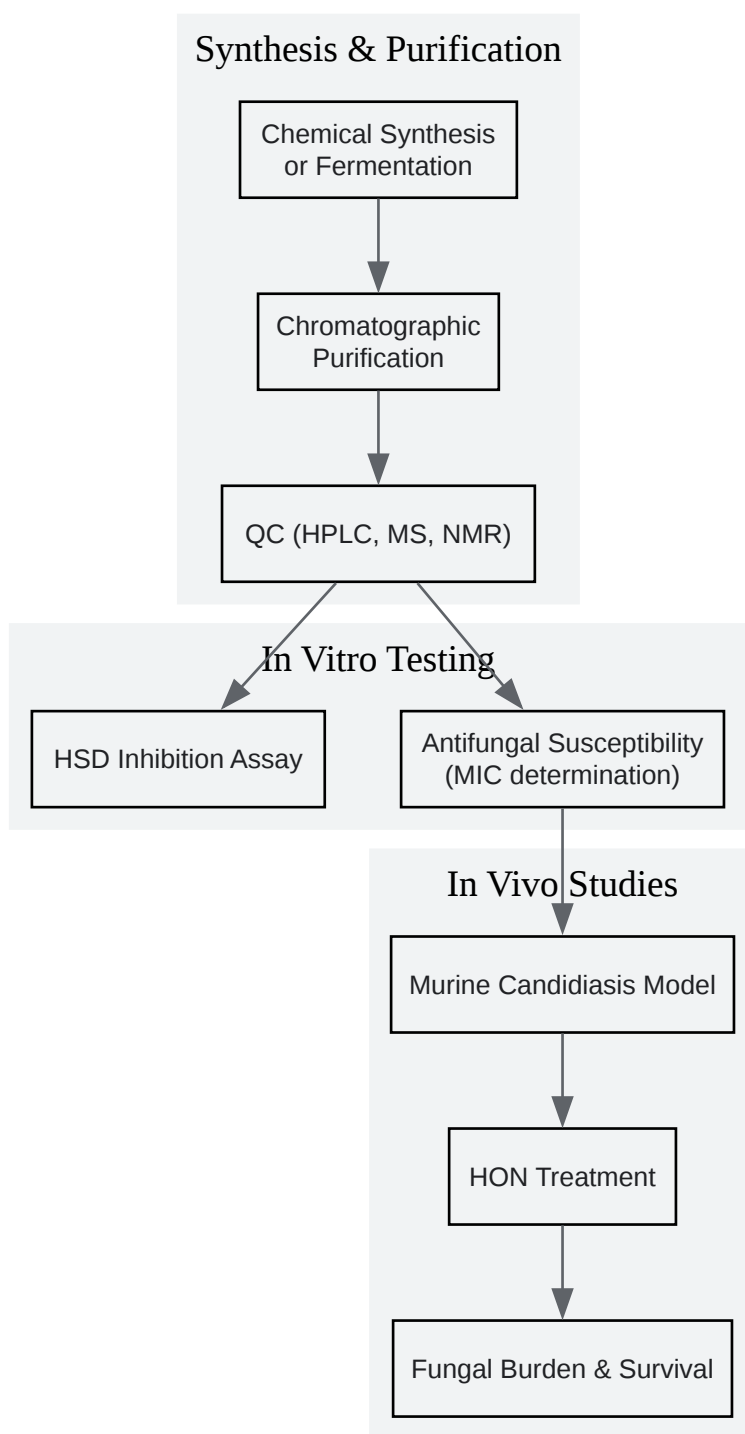 Synthesis & Purification
Chemical Synthesis
or Fermentation
Chromatographic
Purification
QC (HPLC, MS, NMR)
In Vitro Testing
HSD Inhibition Assay
Antifungal Susceptibility
(MIC determination)
In Vivo Studies
Murine Candidiasis Model
HON Treatment
Fungal Burden & Survival